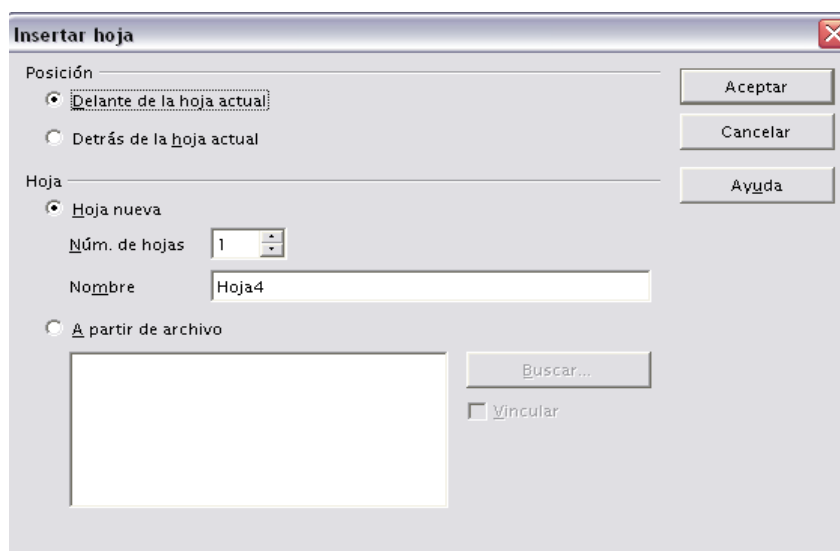 Insertar hoja
Posición
Delante de la hoja actual
Detrás de la hoja actual
Aceptar
Cancelar
Ayuda
Hoja
Hoja nueva
Núm. de hojas 1
Nombre Hoja4
A partir de archivo
Buscar...
Vincular